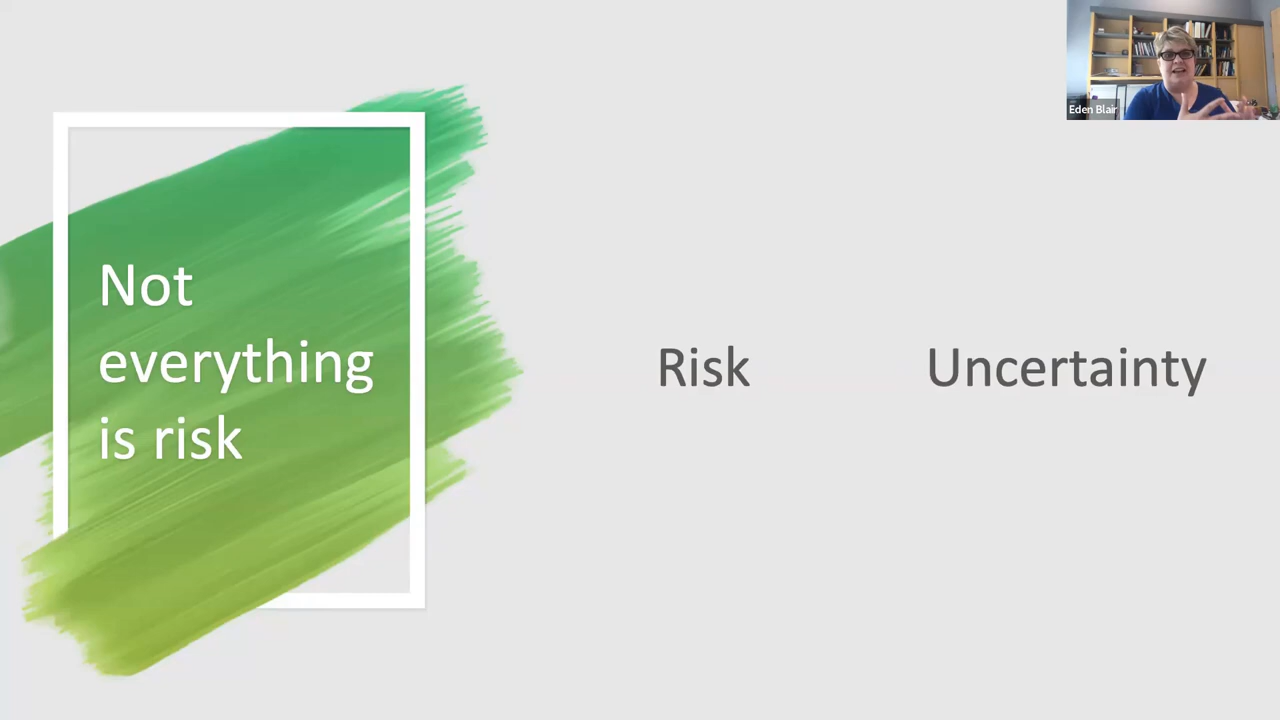 Not
everything
is risk
Risk
Uncertainty
Eden Blair